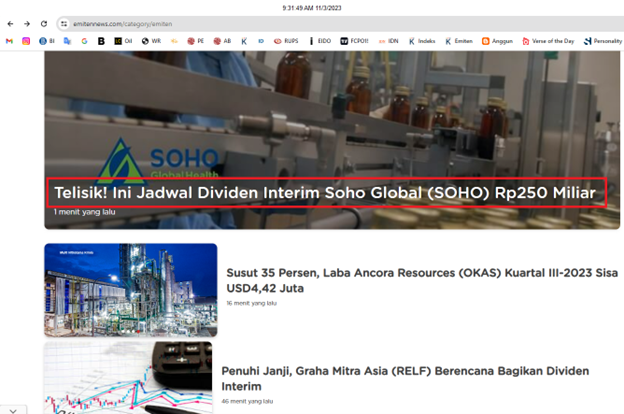 9:31:49 AM 11/3/2023
emitennews.com/category/emiten
BI G B Oil WR PE AB K ID RUPS EIDO FCPO!! IDN Indeks Emiten Anggun Verse of the Day Personality
SOHO
Global Health
Telisik! Ini Jadwal Dividen Interim Soho Global (SOHO) Rp250 Miliar
1 menit yang lalu
Susut 35 Persen, Laba Ancora Resources (OKAS) Kuartal III-2023 Sisa
USD4,42 Juta
16 menit yang lalu
Penuhi Janji, Graha Mitra Asia (RELF) Berencana Bagikan Dividen
Interim
46 menit yang lalu